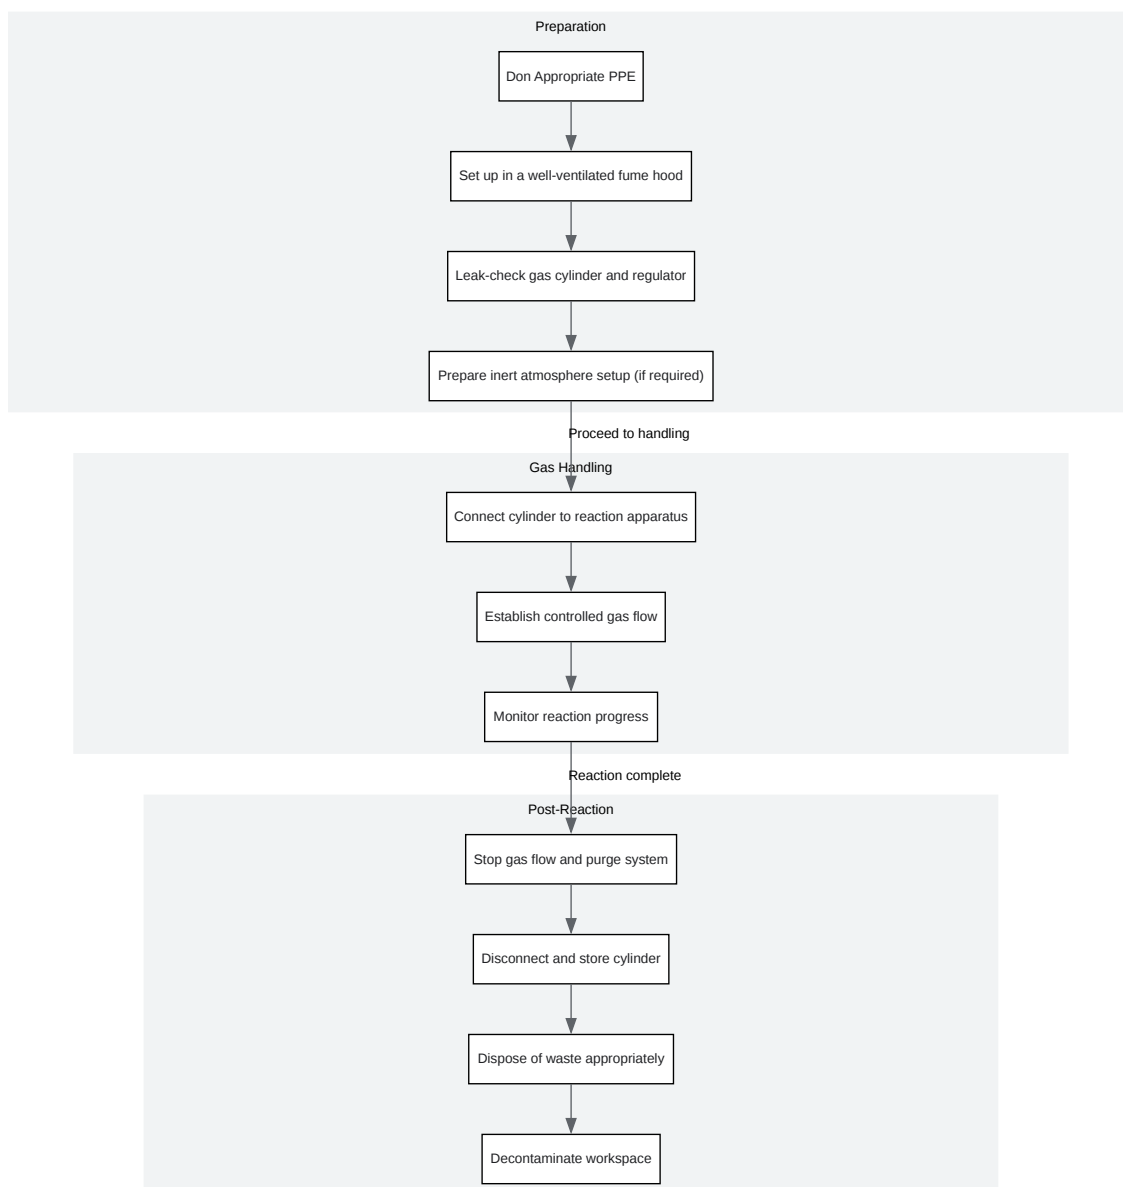 Preparation
Don Appropriate PPE
Set up in a well-ventilated fume hood
Leak-check gas cylinder and regulator
Prepare inert atmosphere setup (if required)
Proceed to handling
Gas Handling
Connect cylinder to reaction apparatus
Establish controlled gas flow
Monitor reaction progress
Reaction complete
Post-Reaction
Stop gas flow and purge system
Disconnect and store cylinder
Dispose of waste appropriately
Decontaminate workspace